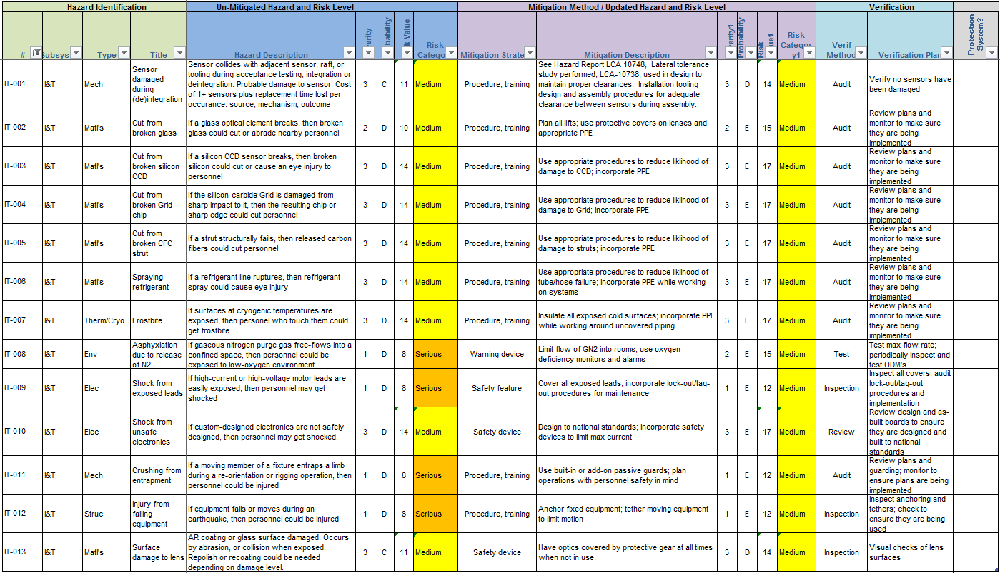 Hazard Identification Un-Mitigated Hazard and Risk Level Mitigation Method / Updated Hazard and Risk Level Verification
# Subsyst Type Title Hazard Description erity bability k Value Risk Catego Mitigation Strate Mitigation Description erity1 Probability Risk ue1 Risk Categor y1 Verif Method Verification Plan Protection System?
IT-001 I&T Mech
Sensor
damaged
during
(de)integration
Sensor collides with adjacent sensor, raft, or
tooling during acceptance testing, integration or
deintegration. Probable damage to sensor. Cost
of 1+ sensors plus replacement time lost per
occurance. source, mechanism, outcome
3 C 11 Medium Procedure, training
See Hazard Report LCA 10748, Lateral tolerance
study performed, LCA-10738, used in design to
maintain proper clearances. Installation tooling
design and assembly procedures for adequate
clearance between sensors during assembly.
3 D 14 Medium Audit
Verify no sensors have
been damaged
IT-002 I&T Matl's
Cut from
broken glass
If a glass optical element breaks, then broken
glass could cut or abrade nearby personnel
2 D 10 Medium Procedure, training
Plan all lifts; use protective covers on lenses and
appropriate PPE
2 E 15 Medium Audit
Review plans and
monitor to make sure
they are being
implemented
IT-003 I&T Matl's
Cut from
broken silicon
CCD
If a silicon CCD sensor breaks, then broken
silicon could cut or cause an eye injury to
personnel
3 D 14 Medium Procedure, training
Use appropriate procedures to reduce liklihood of
damage to CCD; incorporate PPE
3 E 17 Medium Audit
Review plans and
monitor to make sure
they are being
implemented
IT-004 I&T Matl's
Cut from
broken Grid
chip
If the silicon-carbide Grid is damaged from
sharp impact to it, then the resulting chip or
sharp edge could cut personnel
3 D 14 Medium Procedure, training
Use appropriate procedures to reduce liklihood of
damage to Grid; incorporate PPE
3 E 17 Medium Audit
Review plans and
monitor to make sure
they are being
implemented
IT-005 I&T Matl's
Cut from
broken CFC
strut
If a strut structurally fails, then released carbon
fibers could cut personnel
3 D 14 Medium Procedure, training
Use appropriate procedures to reduce liklihood of
damage to struts; incorporate PPE
3 E 17 Medium Audit
Review plans and
monitor to make sure
they are being
implemented
IT-006 I&T Matl's
Spraying
refrigerant
If a refrigerant line ruptures, then refrigerant
spray could cause eye injury
3 D 14 Medium Procedure, training
Use appropriate procedures to reduce liklihood of
tube/hose failure; incorporate PPE while working
on systems
3 E 17 Medium Audit
Review plans and
monitor to make sure
they are being
implemented
IT-007 I&T Therm/Cryo Frostbite
If surfaces at cryogenic temperatures are
exposed, then personel who touch them could
get frostbite
3 D 14 Medium Procedure, training
Insulate all exposed cold surfaces; incorporate PPE
while working around uncovered piping
3 E 17 Medium Audit
Review plans and
monitor to make sure
they are being
implemented
IT-008 I&T Env
Asphyxiation
due to release
of N2
If gaseous nitrogen purge gas free-flows into a
confined space, then personnel could be
exposed to low-oxygen environment
1 D 8 Serious Warning device
Limit flow of GN2 into rooms; use oxygen
deficiency monitors and alarms
2 E 15 Medium Test
Test max flow rate;
periodically inspect and
test ODM's
IT-009 I&T Elec
Shock from
exposed leads
If high-current or high-voltage motor leads are
easily exposed, then personnel may get
shocked
1 D 8 Serious Safety feature
Cover all exposed leads; incorporate lock-out/tag-
out procedures for maintenance
1 E 12 Medium Inspection
Inspect all covers; audit
lock-out/tag-out
procedures and
implementation
IT-010 I&T Elec
Shock from
unsafe
electronics
If custom-designed electronics are not safely
designed, then personnel may get shocked.
3 D 14 Medium Safety device
Design to national standards; incorporate safety
devices to limit max current
3 E 17 Medium Review
Review design and as-
built boards to ensure
they are designed and
built to national
standards
IT-011 I&T Mech
Crushing from
entrapment
If a moving member of a fixture entraps a limb
during a re-orientation or rigging operation, then
personnel could be injured
1 D 8 Serious Procedure, training
Use built-in or add-on passive guards; plan
operations with personnel safety in mind
1 E 12 Medium Audit
Review plans and
guarding; monitor to
ensure plans are being
implemented
IT-012 I&T Struc
Injury from
falling
equipment
If equipment falls or moves during an
earthquake, then personnel could be injured
1 D 8 Serious Procedure, training
Anchor fixed equipment; tether moving equipment
to limit motion
1 E 12 Medium Inspection
Inspect anchoring and
tethers; check to
ensure they are being
used
IT-013 I&T Matl's
Surface
damage to lens
AR coating or glass surface damaged. Occurs
by abrasion, or collision when exposed.
Repolish or recoating could be needed
depending on damage level.
3 C 11 Medium Safety device
Have optics covered by protective gear at all times
when not in use.
3 D 14 Medium Inspection
Visual checks of lens
surfaces